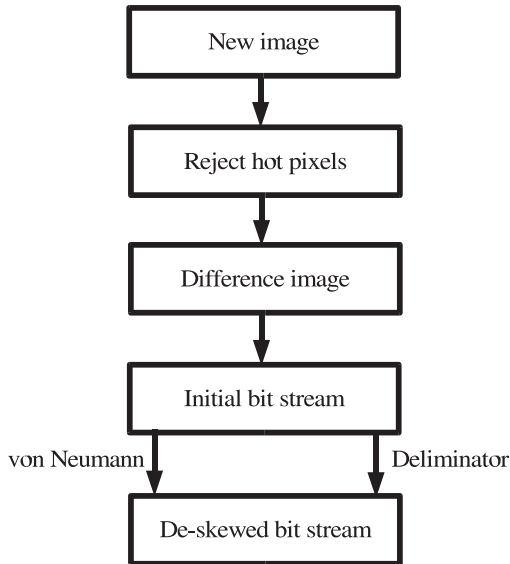 New image
Reject hot pixels
Difference image
Initial bit stream
von Neumann
Deliminator
De-skewed bit stream